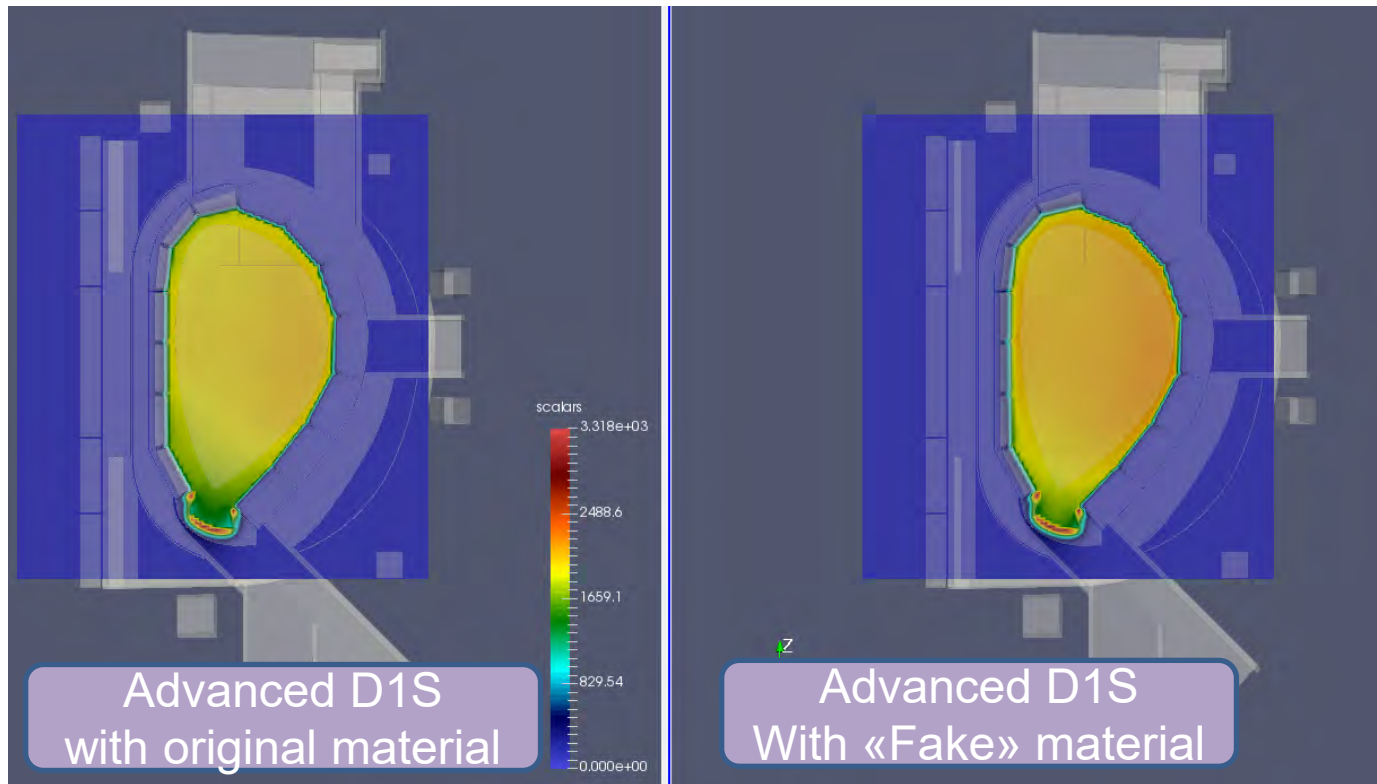 scalars
3.318e+03
2488.6
1659.1
829.54
0.000e+00
Z
Advanced D1S
with original material
Advanced D1S
With «Fake» material